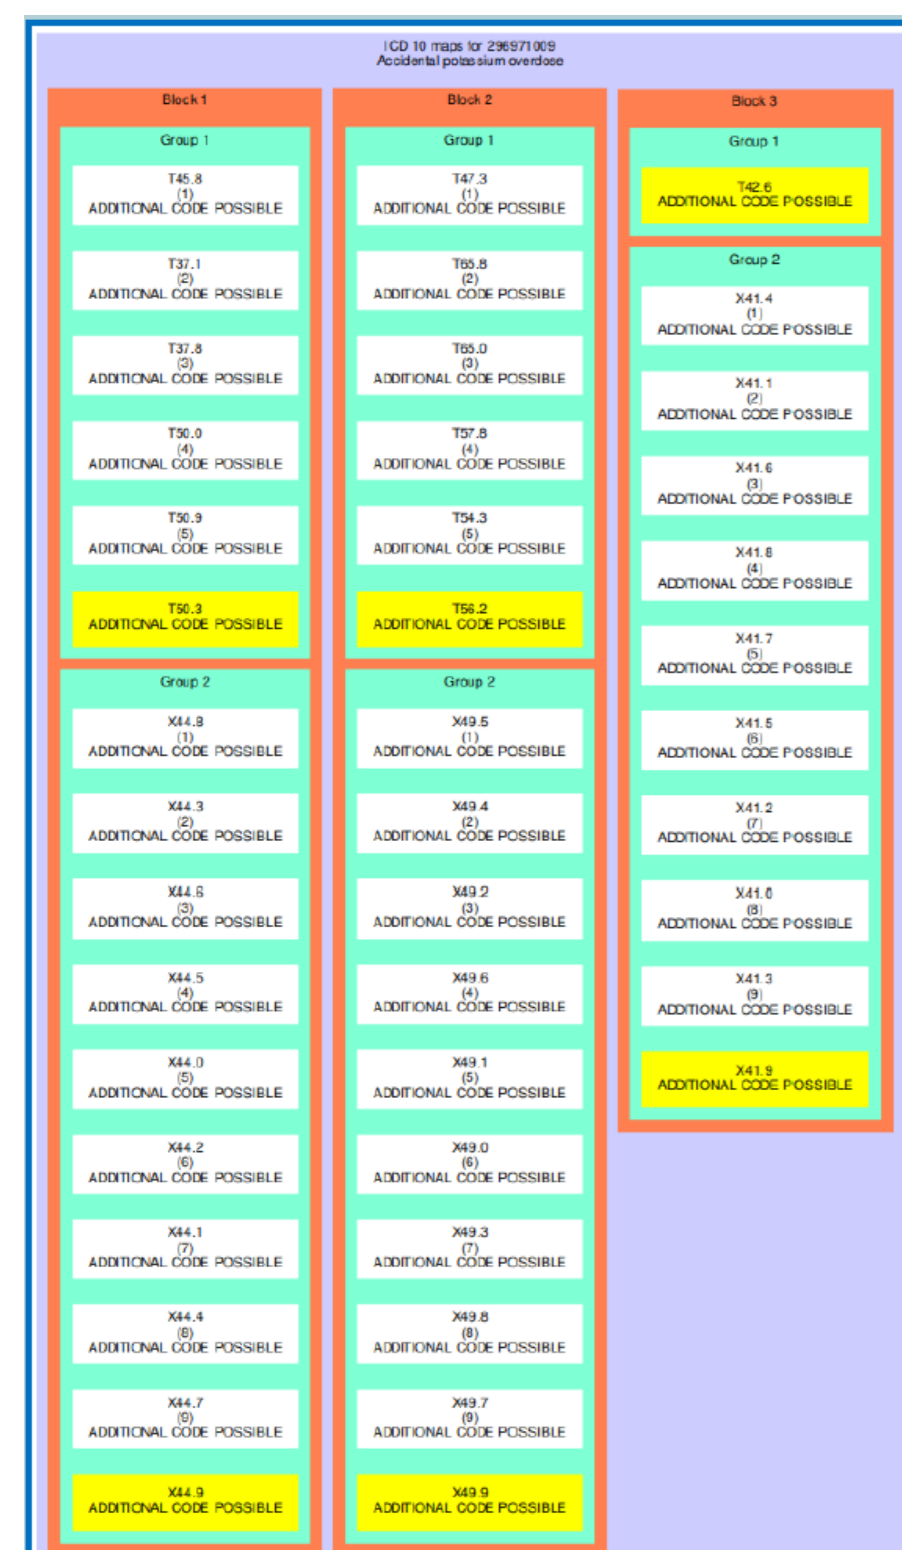 ICD 10 maps for 296971009
Accidental potassium overdose
Block 1
Group 1
T45.8
(1)
ADDITIONAL CODE POSSIBLE
T37.1
(2)
ADDITIONAL CODE POSSIBLE
T37.8
(3)
ADDITIONAL CODE POSSIBLE
T50.0
(4)
ADDITIONAL CODE POSSIBLE
T50.9
(5)
ADDITIONAL CODE POSSIBLE
T50.3
ADDITIONAL CODE POSSIBLE
Group 2
X44.8
(1)
ADDITIONAL CODE POSSIBLE
X44.3
(2)
ADDITIONAL CODE POSSIBLE
X44.6
(3)
ADDITIONAL CODE POSSIBLE
X44.5
(4)
ADDITIONAL CODE POSSIBLE
X44.0
(5)
ADDITIONAL CODE POSSIBLE
X44.2
(6)
ADDITIONAL CODE POSSIBLE
X44.1
(7)
ADDITIONAL CODE POSSIBLE
X44.4
(8)
ADDITIONAL CODE POSSIBLE
X44.7
(9)
ADDITIONAL CODE POSSIBLE
X44.9
ADDITIONAL CODE POSSIBLE
Block 2
Group 1
T47.3
(1)
ADDITIONAL CODE POSSIBLE
T65.8
(2)
ADDITIONAL CODE POSSIBLE
T65.0
(3)
ADDITIONAL CODE POSSIBLE
T57.8
(4)
ADDITIONAL CODE POSSIBLE
T54.3
(5)
ADDITIONAL CODE POSSIBLE
T56.2
ADDITIONAL CODE POSSIBLE
Group 2
X49.5
(1)
ADDITIONAL CODE POSSIBLE
X49.4
(2)
ADDITIONAL CODE POSSIBLE
X49.2
(3)
ADDITIONAL CODE POSSIBLE
X49.6
(4)
ADDITIONAL CODE POSSIBLE
X49.1
(5)
ADDITIONAL CODE POSSIBLE
X49.0
(6)
ADDITIONAL CODE POSSIBLE
X49.3
(7)
ADDITIONAL CODE POSSIBLE
X49.8
(8)
ADDITIONAL CODE POSSIBLE
X49.7
(9)
ADDITIONAL CODE POSSIBLE
X49.9
ADDITIONAL CODE POSSIBLE
Block 3
Group 1
T42.6
ADDITIONAL CODE POSSIBLE
Group 2
X41.4
(1)
ADDITIONAL CODE POSSIBLE
X41.1
(2)
ADDITIONAL CODE POSSIBLE
X41.6
(3)
ADDITIONAL CODE POSSIBLE
X41.8
(4)
ADDITIONAL CODE POSSIBLE
X41.7
(5)
ADDITIONAL CODE POSSIBLE
X41.5
(6)
ADDITIONAL CODE POSSIBLE
X41.2
(7)
ADDITIONAL CODE POSSIBLE
X41.0
(8)
ADDITIONAL CODE POSSIBLE
X41.3
(9)
ADDITIONAL CODE POSSIBLE
X41.9
ADDITIONAL CODE POSSIBLE